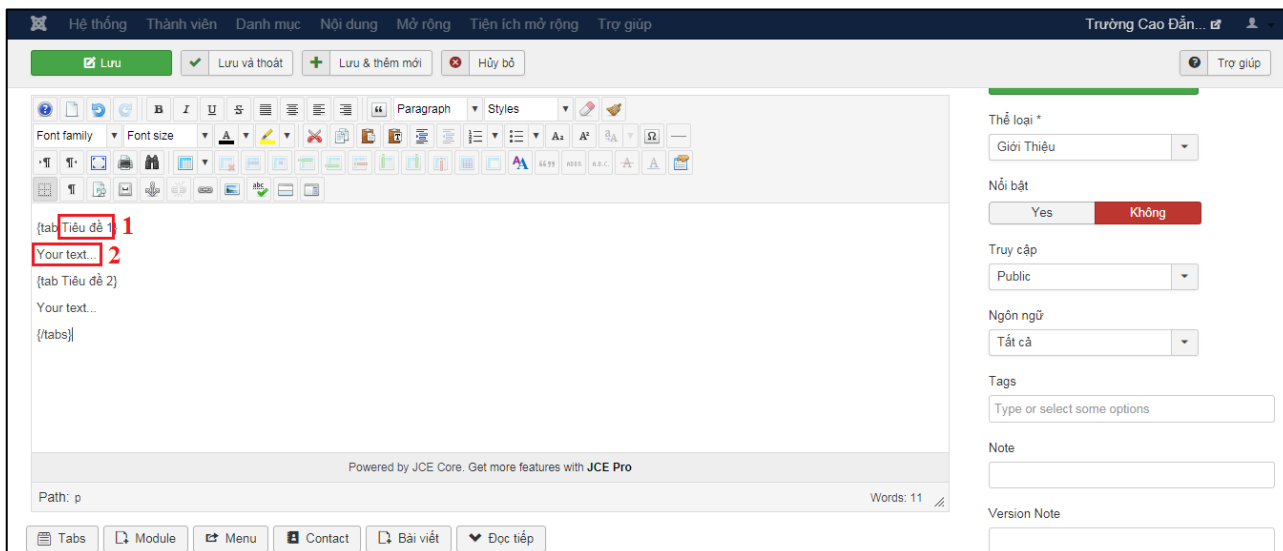 Hệ thống Thành viên Danh mục Nội dung Mở rộng Tiện ích mở rộng Trợ giúp Trường Cao Đẳn...
Lưu Lưu và thoát Lưu & thêm mới Hủy bỏ Trợ giúp
B I U S Paragraph Styles
Font family Font size A
{tab Tiêu đề 1} 1
Your text... 2
{tab Tiêu đề 2}
Your text...
{/tabs}
Powered by JCE Core. Get more features with JCE Pro
Path: p Words: 11
Tabs Module Menu Contact Bài viết Đọc tiếp
Thể loại *
Giới Thiệu
Nổi bật
Yes Không
Truy cập
Public
Ngôn ngữ
Tất cả
Tags
Type or select some options
Note
Version Note